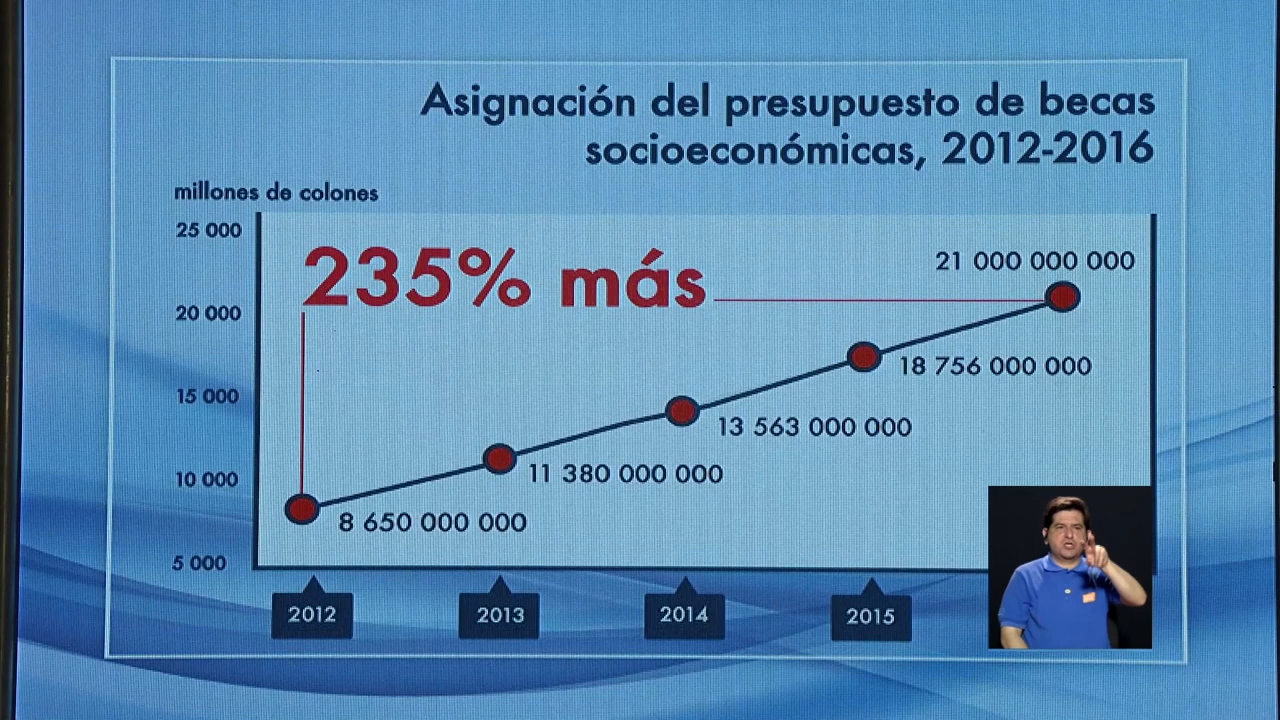 Asignación del presupuesto de becas
socioeconómicas, 2012-2016
millones de colones
25 000
20 000
15 000
10 000
5 000
235% más
21 000 000 000
18 756 000 000
13 563 000 000
11 380 000 000
8 650 000 000
2012
2013
2014
2015